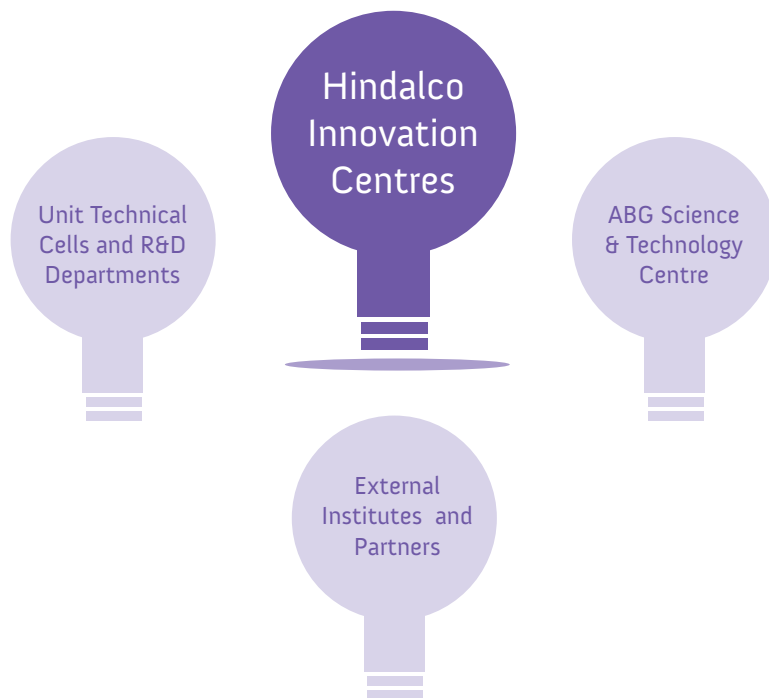 Hindalco
Innovation
Centres
Unit Technical
Cells and R&D
Departments
ABG Science
& Technology
Centre
External
Institutes and
Partners